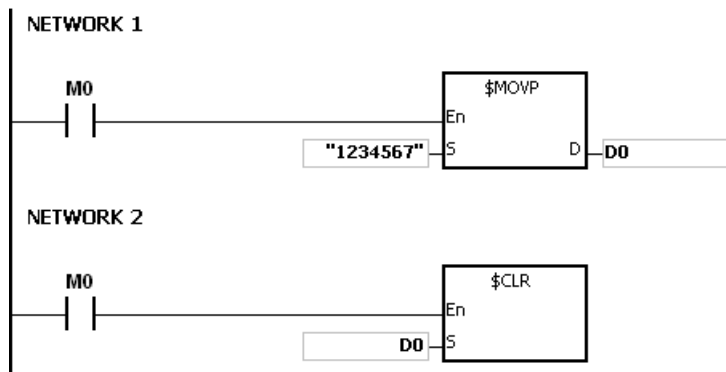 NETWORK 1
M0
$MOVP
En
"1234567" S D D0
NETWORK 2
M0
$CLR
En
D0 S